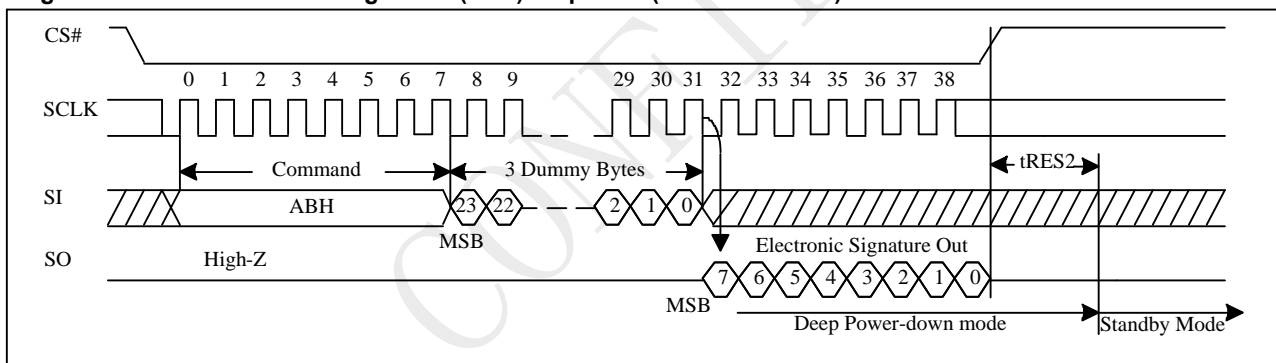 CS#
0 1 2 3 4 5 6 7 8 9 29 30 31 32 33 34 35 36 37 38
SCLK
Command 3 Dummy Bytes tRES2
SI
ABH 23 22 2 1 0
MSB Electronic Signature Out
SO High-Z
7 6 5 4 3 2 1 0
MSB
Deep Power-down mode Standby Mode